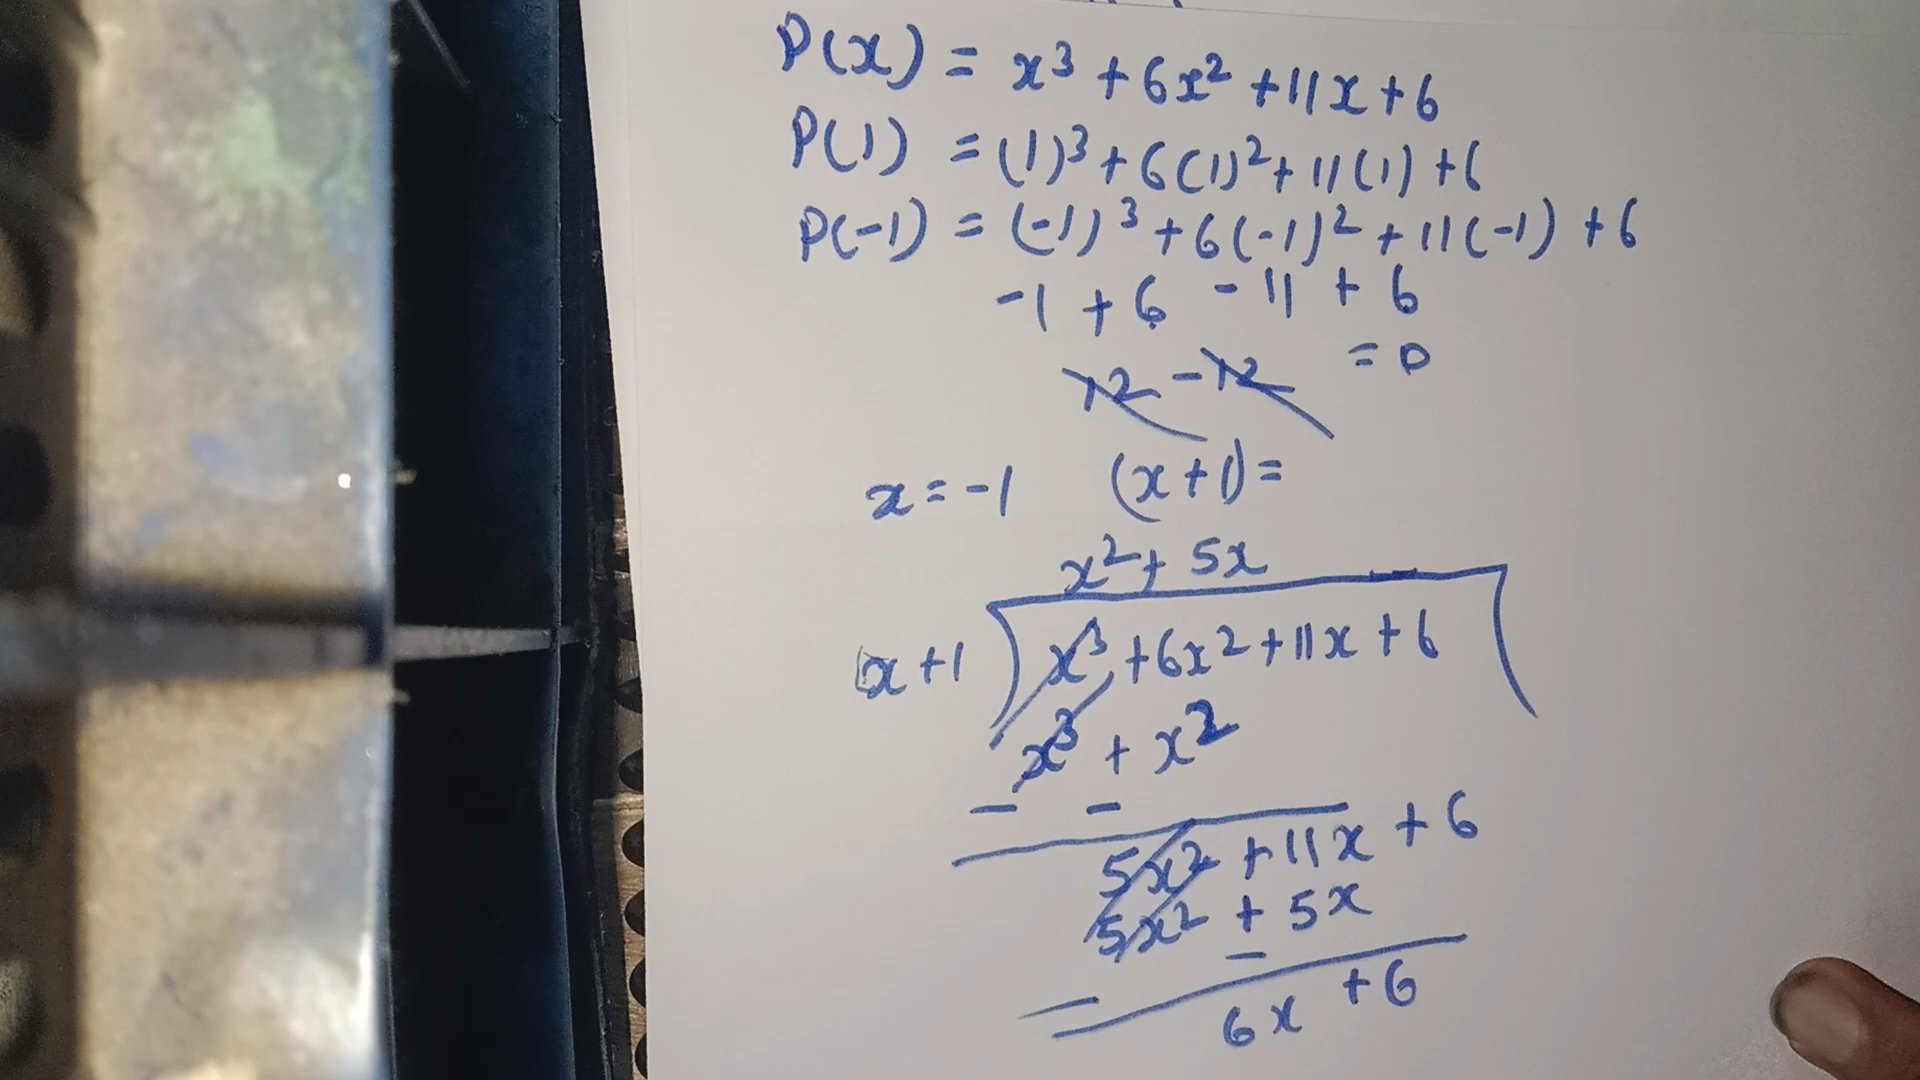 P(x) = x³ + 6x² + 11x + 6
P(1) = (1)³ + 6(1)² + 11(1) + 6
P(-1) = (-1)³ + 6(-1)² + 11(-1) + 6
-1 + 6 - 11 + 6
12 - 12 = 0
x = -1 (x+1) =
x² + 5x
x + 1 x³ + 6x² + 11x + 6
x³ + x²
- -
5x² + 11x + 6
5x² + 5x
- -
6x + 6